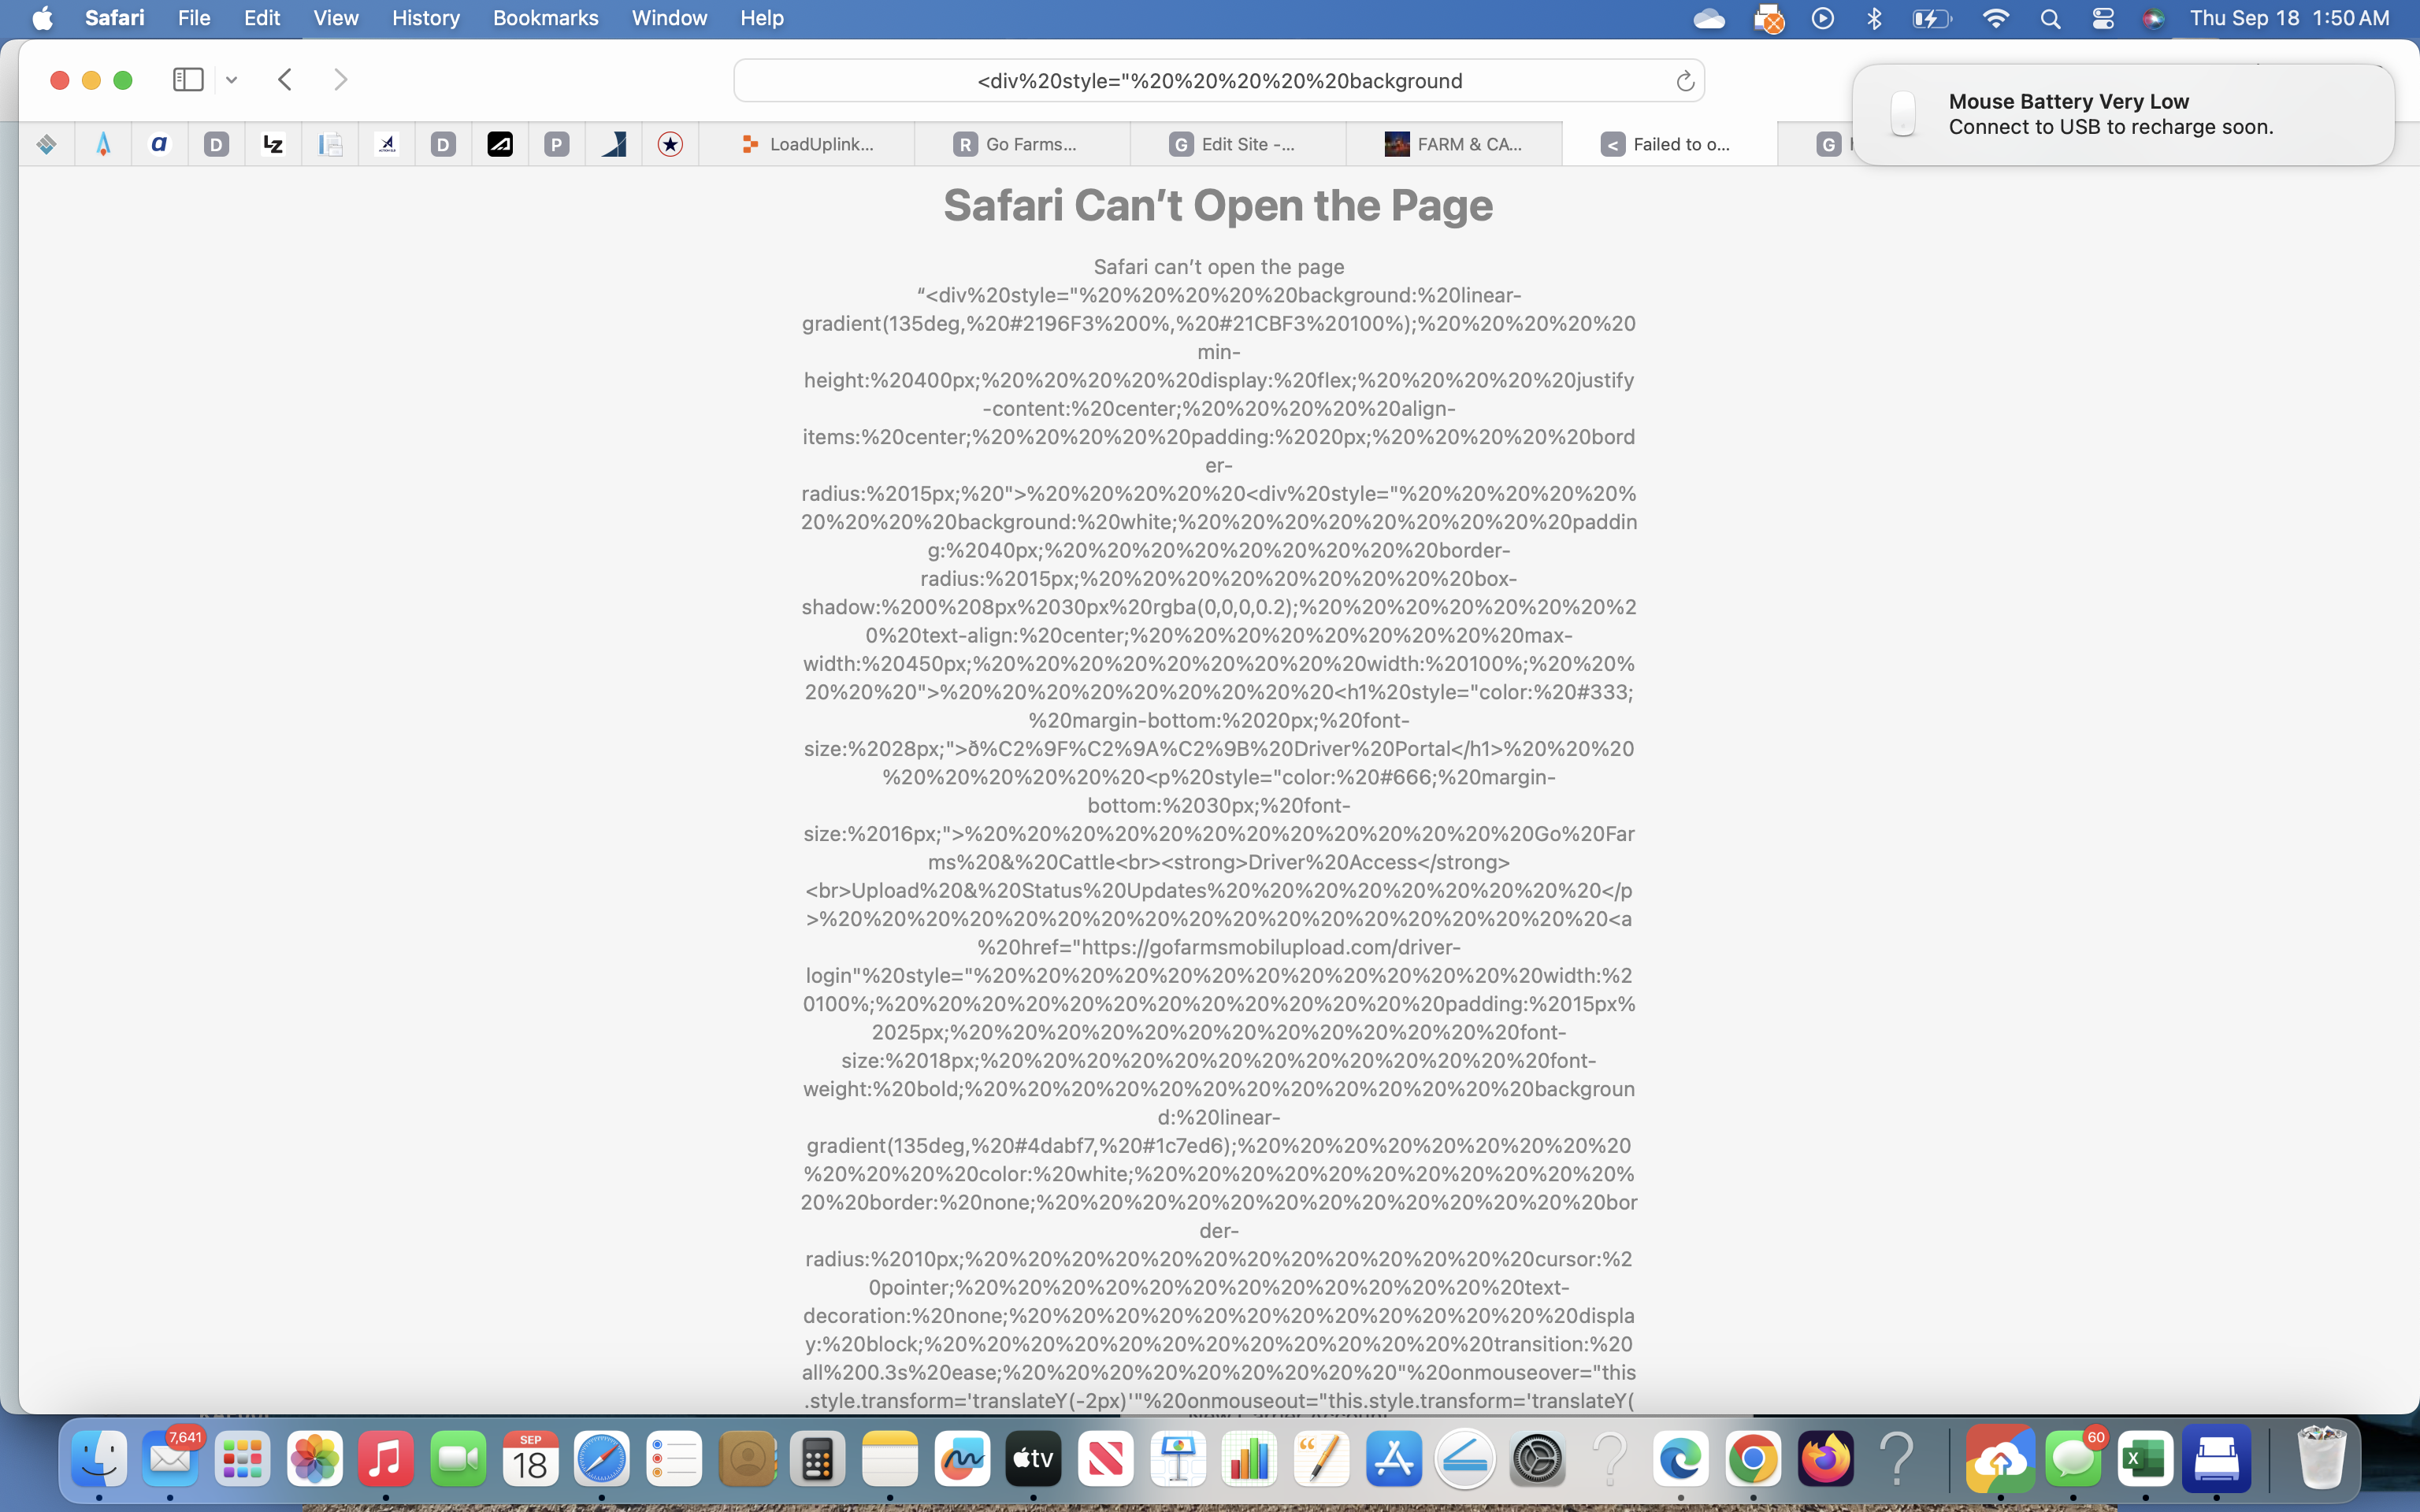 Safari File Edit View History Bookmarks Window Help Thu Sep 18 1:50 AM
<div%20style="%20%20%20%20%20background
Mouse Battery Very Low
Connect to USB to recharge soon.
a D LZ D P LoadUplink... R Go Farms... G Edit Site -... FARM & CA... < Failed to o... G
Safari Can’t Open the Page
Safari can’t open the page
“<div%20style="%20%20%20%20%20background:%20linear-
gradient(135deg,%20#2196F3%200%,%20#21CBF3%20100%);%20%20%20%20%20
min-
height:%20400px;%20%20%20%20%20display:%20flex;%20%20%20%20%20justify
-content:%20center;%20%20%20%20%20align-
items:%20center;%20%20%20%20%20padding:%2020px;%20%20%20%20%20bord
er-
radius:%2015px;%20">%20%20%20%20%20<div%20style="%20%20%20%20%20%
20%20%20%20background:%20white;%20%20%20%20%20%20%20%20%20paddin
g:%2040px;%20%20%20%20%20%20%20%20%20border-
radius:%2015px;%20%20%20%20%20%20%20%20%20box-
shadow:%200%208px%2030px%20rgba(0,0,0,0.2);%20%20%20%20%20%20%20%2
0%20text-align:%20center;%20%20%20%20%20%20%20%20%20max-
width:%20450px;%20%20%20%20%20%20%20%20%20width:%20100%;%20%20%
20%20%20">%20%20%20%20%20%20%20%20%20<h1%20style="color:%20#333;
%20margin-bottom:%2020px;%20font-
size:%2028px;">ð%C2%9F%C2%9A%C2%9B%20Driver%20Portal</h1>%20%20%20
%20%20%20%20%20%20<p%20style="color:%20#666;%20margin-
bottom:%2030px;%20font-
size:%2016px;">%20%20%20%20%20%20%20%20%20%20%20%20%20Go%20Far
ms%20&%20Cattle<br><strong>Driver%20Access</strong>
<br>Upload%20&%20Status%20Updates%20%20%20%20%20%20%20%20%20</p
>%20%20%20%20%20%20%20%20%20%20%20%20%20%20%20%20%20%20<a
%20href="https://gofarmsmobilupload.com/driver-
login"%20style="%20%20%20%20%20%20%20%20%20%20%20%20%20width:%2
0100%;%20%20%20%20%20%20%20%20%20%20%20%20%20padding:%2015px%
2025px;%20%20%20%20%20%20%20%20%20%20%20%20%20font-
size:%2018px;%20%20%20%20%20%20%20%20%20%20%20%20%20font-
weight:%20bold;%20%20%20%20%20%20%20%20%20%20%20%20%20backgroun
d:%20linear-
gradient(135deg,%20#4dabf7,%20#1c7ed6);%20%20%20%20%20%20%20%20%20
%20%20%20%20color:%20white;%20%20%20%20%20%20%20%20%20%20%20%
20%20border:%20none;%20%20%20%20%20%20%20%20%20%20%20%20%20bor
der-
radius:%2010px;%20%20%20%20%20%20%20%20%20%20%20%20%20cursor:%2
0pointer;%20%20%20%20%20%20%20%20%20%20%20%20%20text-
decoration:%20none;%20%20%20%20%20%20%20%20%20%20%20%20%20displa
y:%20block;%20%20%20%20%20%20%20%20%20%20%20%20%20transition:%20
all%200.3s%20ease;%20%20%20%20%20%20%20%20%20"%20onmouseover="this
.style.transform='translateY(-2px)'"%20onmouseout="this.style.transform='translateY(
7,641 SEP 18 tv 60 X